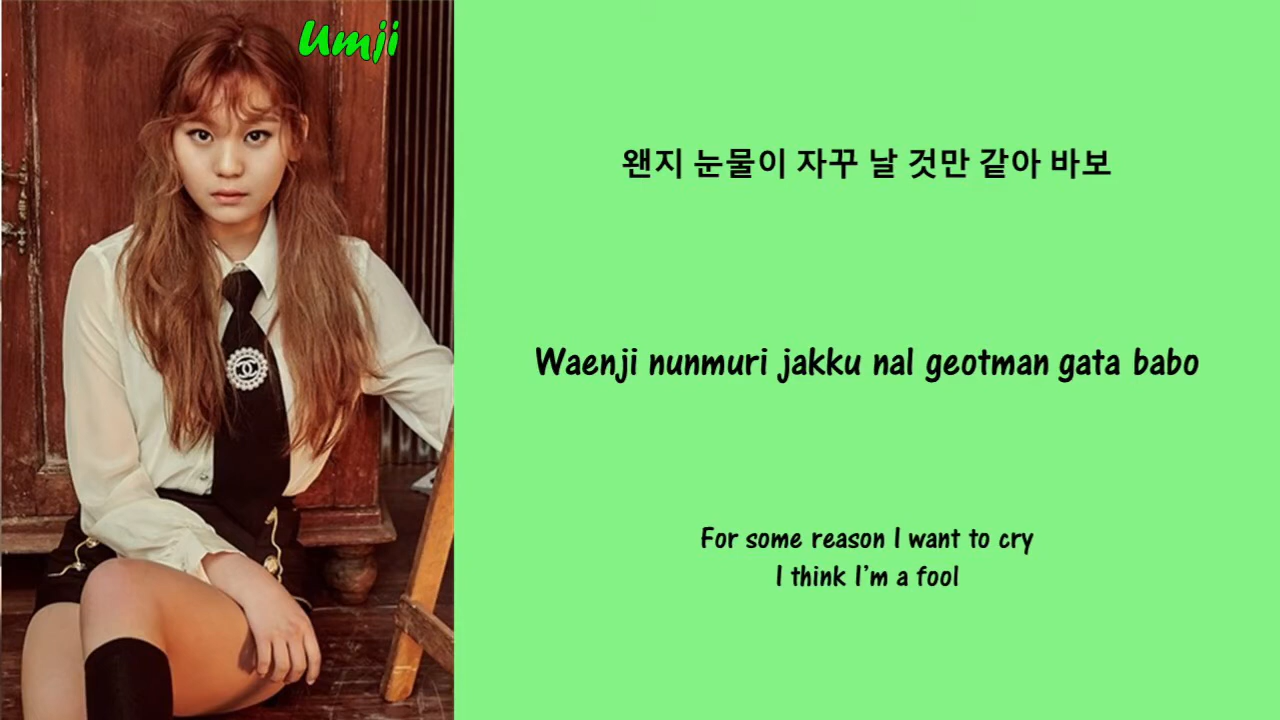 Umji
왠지 눈물이 자꾸 날 것만 같아 바보
Waenji nunmuri jakku nal geotman gata babo
For some reason I want to cry
I think I'm a fool